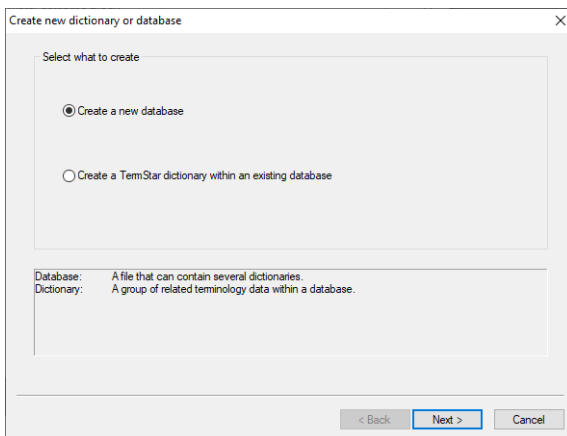 Create new dictionary or database
Select what to create
Create a new database
Create a TermStar dictionary within an existing database
Database: A file that can contain several dictionaries.
Dictionary: A group of related terminology data within a database.
< Back Next > Cancel